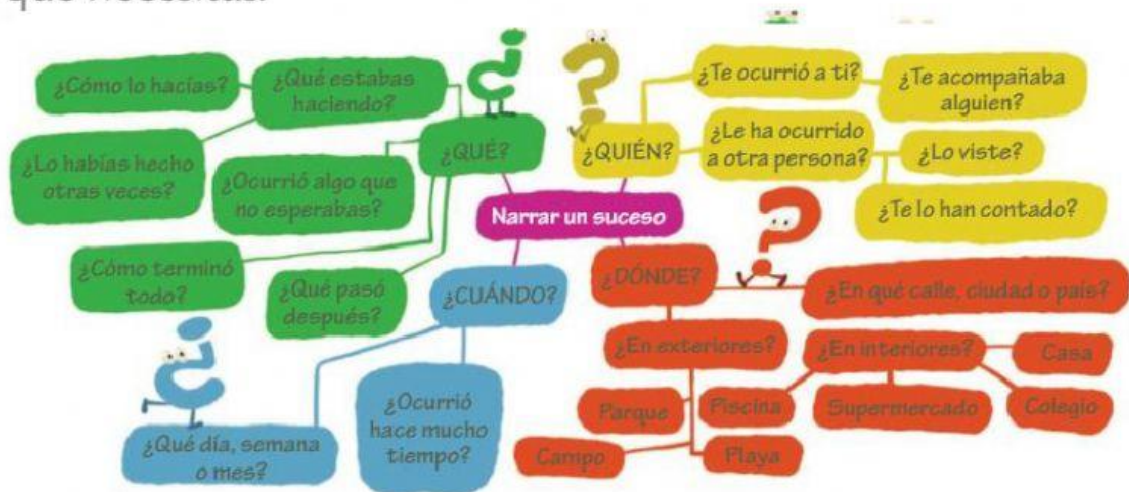 que necesitas.
¿Cómo lo hacías?
¿Qué estabas
haciendo?
¿Lo habías hecho
otras veces?
¿Ocurrió algo que
no esperabas?
¿QUÉ?
¿Cómo terminó
todo?
¿Qué pasó
después?
¿QUIÉN?
¿Te ocurrió a ti?
¿Te acompañaba
alguien?
¿Le ha ocurrido
a otra persona?
¿Lo viste?
¿Te lo han contado?
Narrar un suceso
¿CUÁNDO?
¿Qué día, semana
o mes?
¿Ocurrió
hace mucho
tiempo?
¿DÓNDE?
¿En qué calle, ciudad o país?
¿En exteriores?
Parque
Campo
Playa
¿En interiores?
Casa
Piscina
Supermercado
Colegio